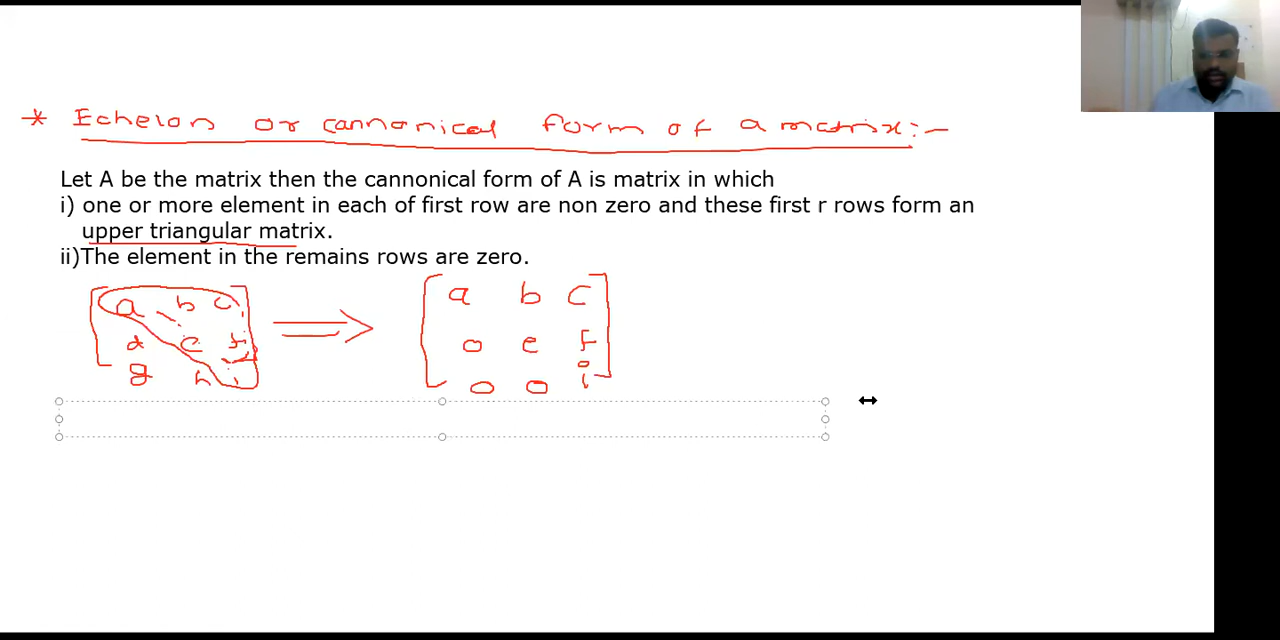 * Echelon or cannonical form of a matrix:-
Let A be the matrix then the cannonical form of A is matrix in which
i) one or more element in each of first row are non zero and these first r rows form an
upper triangular matrix.
ii)The element in the remains rows are zero.
a b c
d e f
g h i
⇒
a b c
0 e f
0 0 i